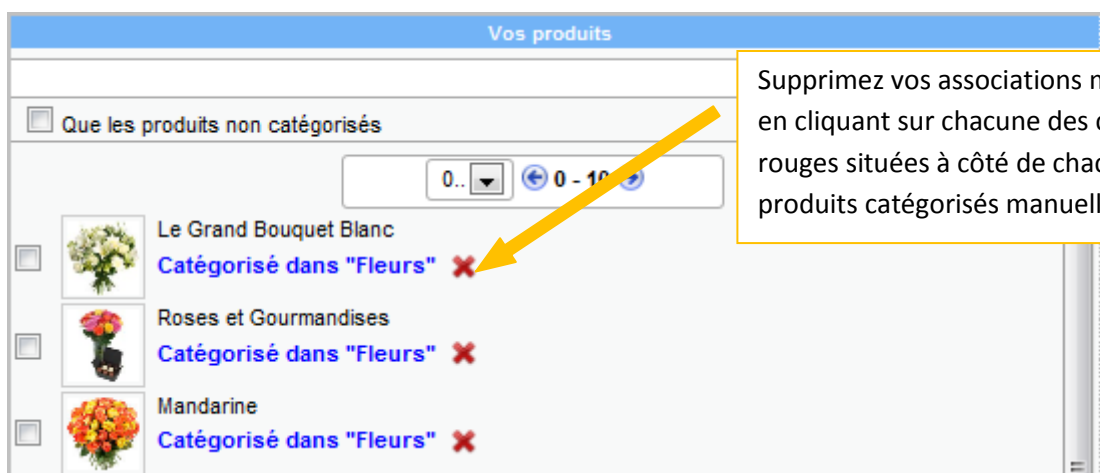 Vos produits
Supprimez vos associations
en cliquant sur chacune des
rouges situées à côté de
produits catégorisés
Que les produits non catégorisés
0.. 0 - 10
Le Grand Bouquet Blanc
Catégorisé dans "Fleurs"
Roses et Gourmandises
Catégorisé dans "Fleurs"
Mandarine
Catégorisé dans "Fleurs"